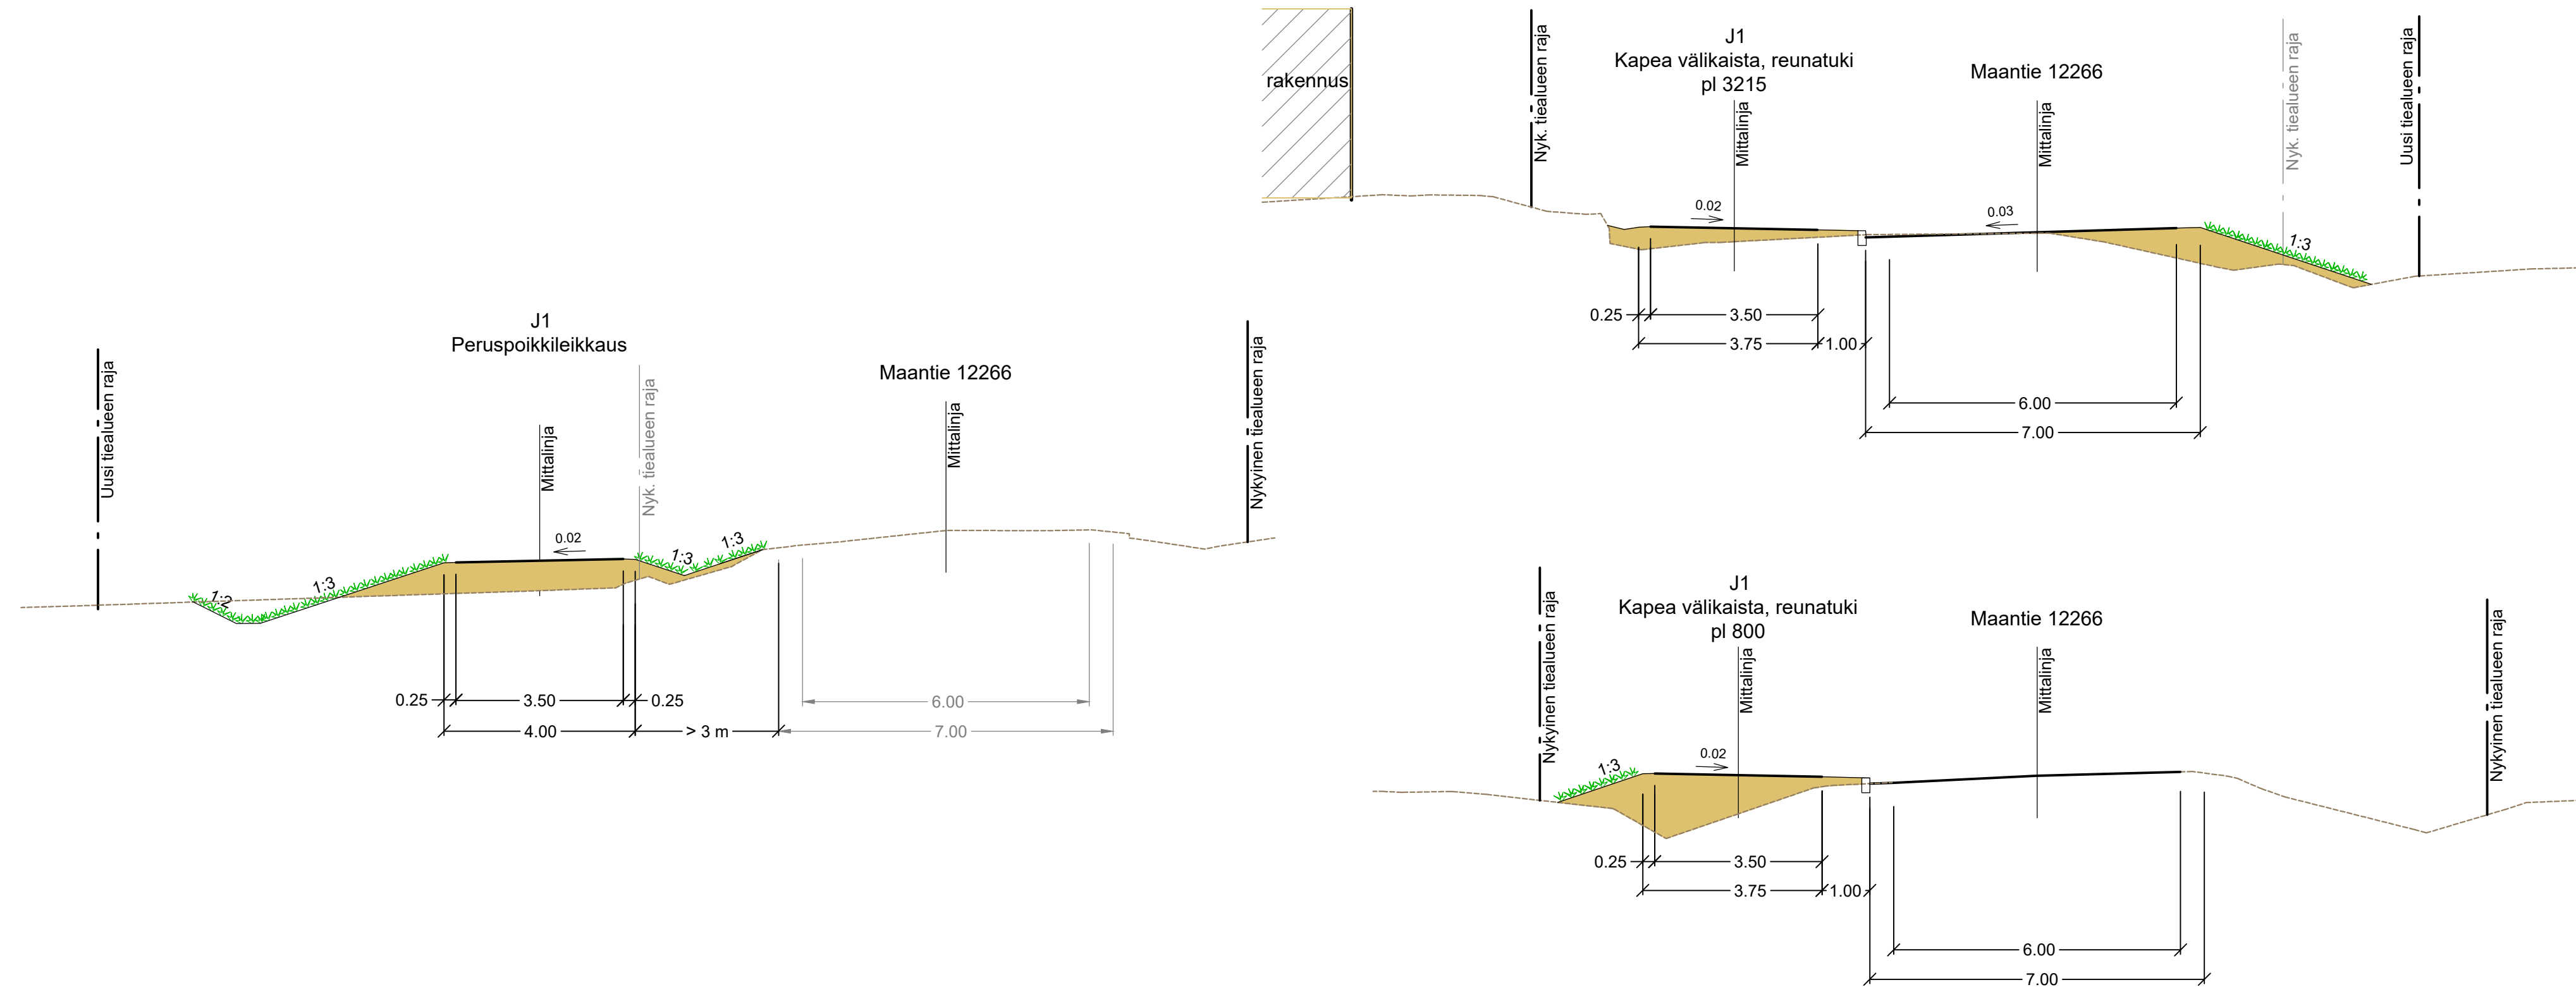 J1
Peruspoikkileikkaus
Maantie 12266
Uusi tiealueen raja
Mittalinja
Nyk. tiealueen raja
Mittalinja
Nykyinen tiealueen raja
0.02
1:2
1:3
1:3
1:3
0.25
3.50
0.25
6.00
4.00
> 3 m
7.00
rakennus
Nyk. tiealueen raja
J1
Kapea välikaista, reunatuki
pl 3215
Maantie 12266
Mittalinja
Mittalinja
Nyk. tiealueen raja
Uusi tiealueen raja
0.02
0.03
1:3
0.25
3.50
3.75
1.00
6.00
7.00
J1
Kapea välikaista, reunatuki
pl 800
Maantie 12266
Nykyinen tiealueen raja
Mittalinja
Mittalinja
Nykyinen tiealueen raja
1:3
0.02
0.25
3.50
3.75
1.00
6.00
7.00